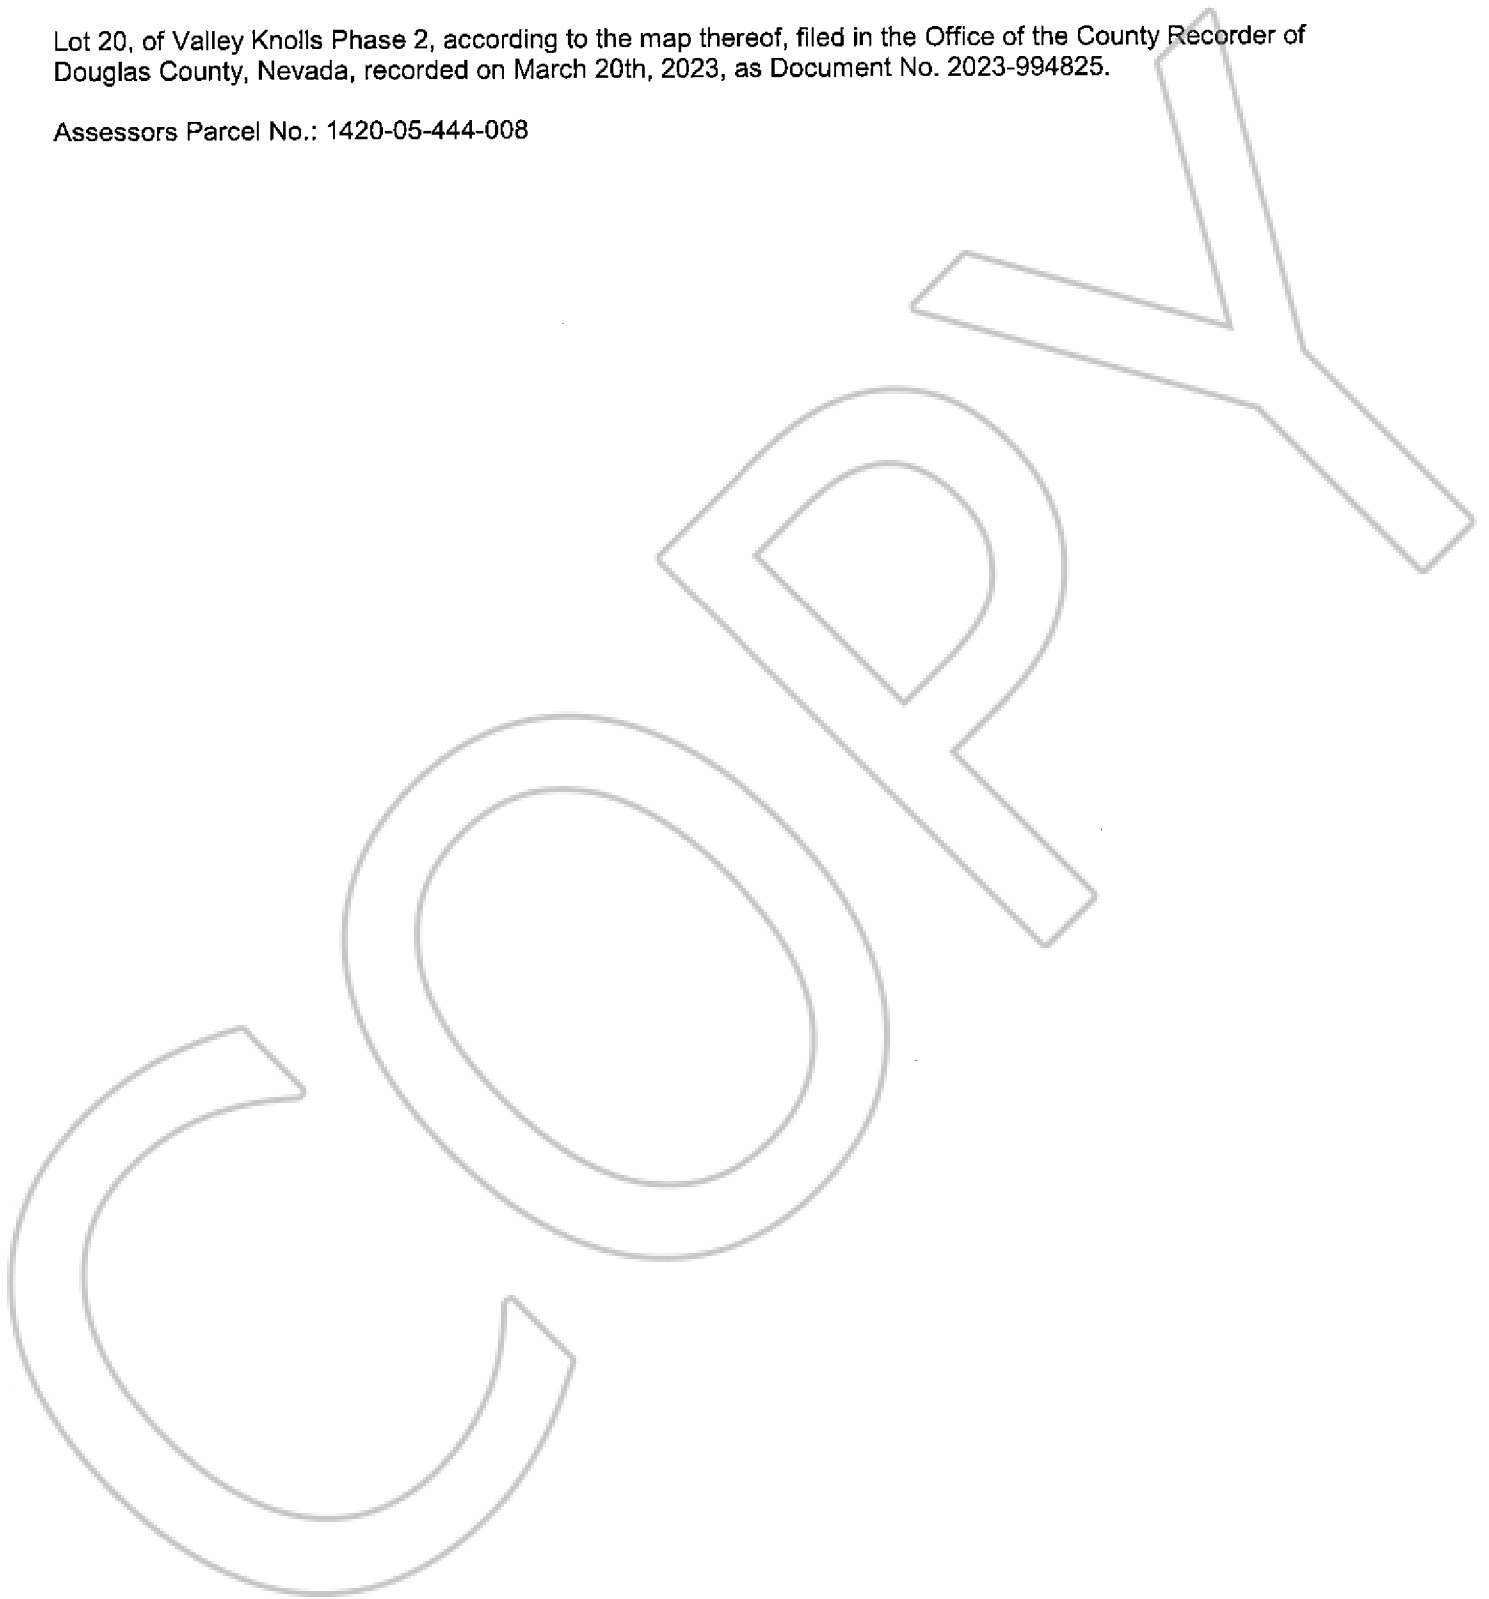 Lot 20, of Valley Knolls Phase 2, according to the map thereof, filed in the Office of the County Recorder of
Douglas County, Nevada, recorded on March 20th, 2023, as Document No. 2023-994825.
Assessors Parcel No.: 1420-05-444-008
COPY